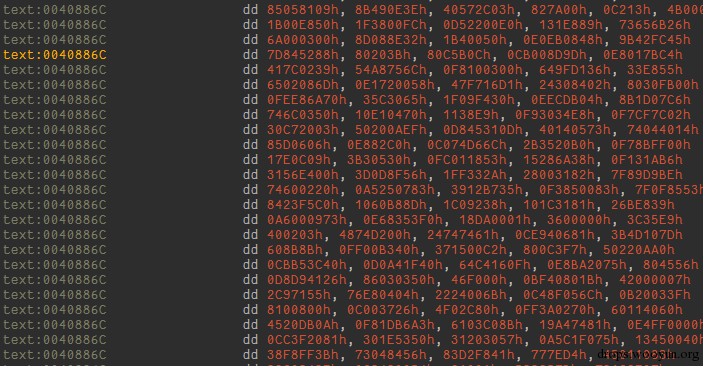 text:0040886C dd 85058109h, 8B490E3Eh, 40572C03h, 827A00h, 0C213h, 4B000
text:0040886C dd 1B00E850h, 1F3800FCh, 0D52200E0h, 131E889h, 73656B26h
text:0040886C dd 6A000300h, 8D088E32h, 1B40050h, 0E0EB0848h, 9B42FC45h
text:0040886C dd 7D845288h, 80203Bh, 80C5B0Ch, 0CB008D9Dh, 0E8017BC4h
text:0040886C dd 417C0239h, 54A8756Ch, 0F8100300h, 649FD136h, 33E855h
text:0040886C dd 6502086Dh, 0E1720058h, 47F716D1h, 24308402h, 8030FB00h
text:0040886C dd 0FEE86A70h, 35C3065h, 1F09F430h, 0EECDB04h, 8B1D07C6h
text:0040886C dd 746C0350h, 10E10470h, 1138E9h, 0F93034E8h, 0F7CF7C02h
text:0040886C dd 30C72003h, 50200AEFh, 0D845310Dh, 40140573h, 74044014h
text:0040886C dd 85D0606h, 0E882C0h, 0C074D66Ch, 2B3520B0h, 0F78BFF00h
text:0040886C dd 17E0C09h, 3B30530h, 0FC011853h, 15286A38h, 0F131AB6h
text:0040886C dd 3156E400h, 3D0D8F56h, 1FF332Ah, 28003182h, 7F89D9BEh
text:0040886C dd 74600220h, 0A5250783h, 3912B735h, 0F3850083h, 7F0F8553h
text:0040886C dd 8423F5C0h, 1060B88Dh, 1C09238h, 101C3181h, 26BE839h
text:0040886C dd 0A6000973h, 0E68353F0h, 18DA0001h, 3600000h, 3C35E9h
text:0040886C dd 400203h, 4874D200h, 24747461h, 0CE940681h, 3B4D107Dh
text:0040886C dd 608B8Bh, 0FF00B340h, 371500C2h, 800C3F7h, 50220AA0h
text:0040886C dd 0CBB53C40h, 0D0A41F40h, 64C4160Fh, 0E8BA2075h, 804556h
text:0040886C dd 0D8D94126h, 86030350h, 46F000h, 0BF40801Bh, 42000007h
text:0040886C dd 2C97155h, 76E80404h, 2224006Bh, 0C48F056Ch, 0B20033Fh
text:0040886C dd 8100800h, 0C003726h, 4F02C80h, 0FF3A0270h, 60114060h
text:0040886C dd 4520DB0Ah, 0F81DB6A3h, 6103C08Bh, 19A47481h, 0E4FF0000h
text:0040886C dd 0CC3F2081h, 301E5350h, 31203057h, 0A5C1F075h, 13450040h
text:0040886C dd 38F8FF3Bh, 73048456h, 83D2F841h, 777ED4h,